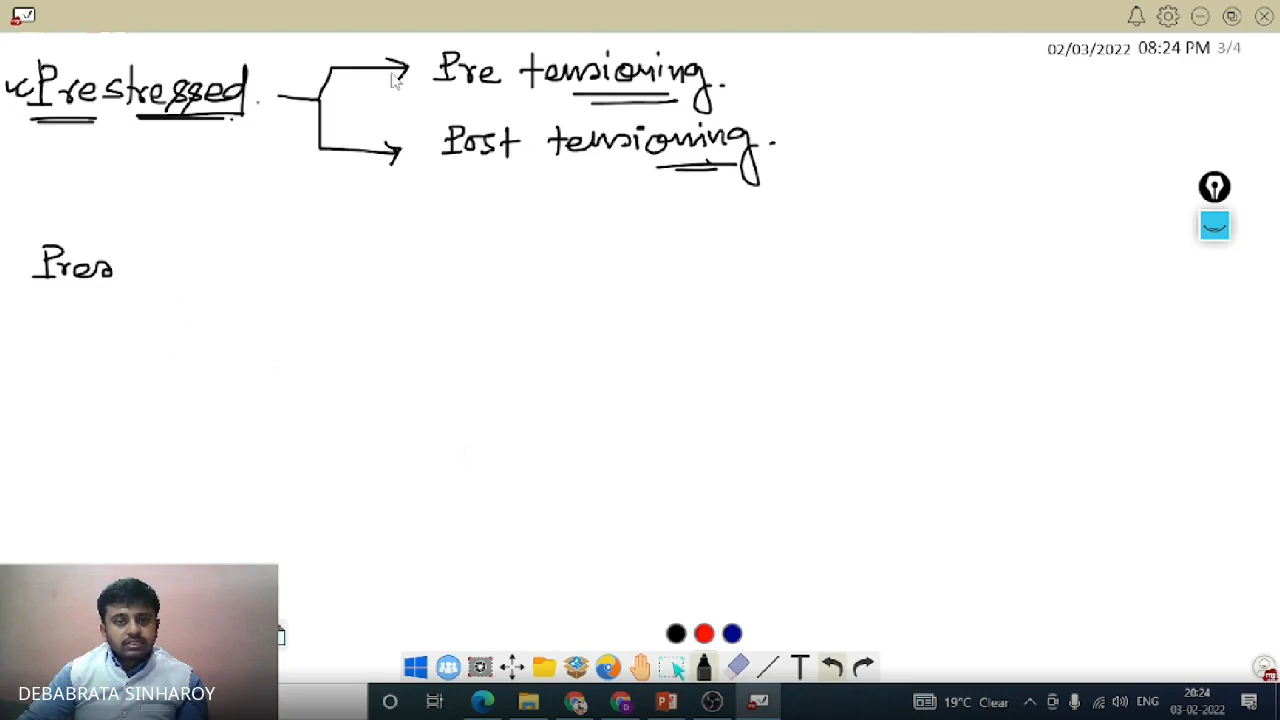 02/03/2022 08:24 PM 3/4
Prestressed.
Pre tensioning.
Post tensioning.
Pres
DEBABRATA SINHAROY
T
19°C Clear
ENG
20:24
03-02-2022